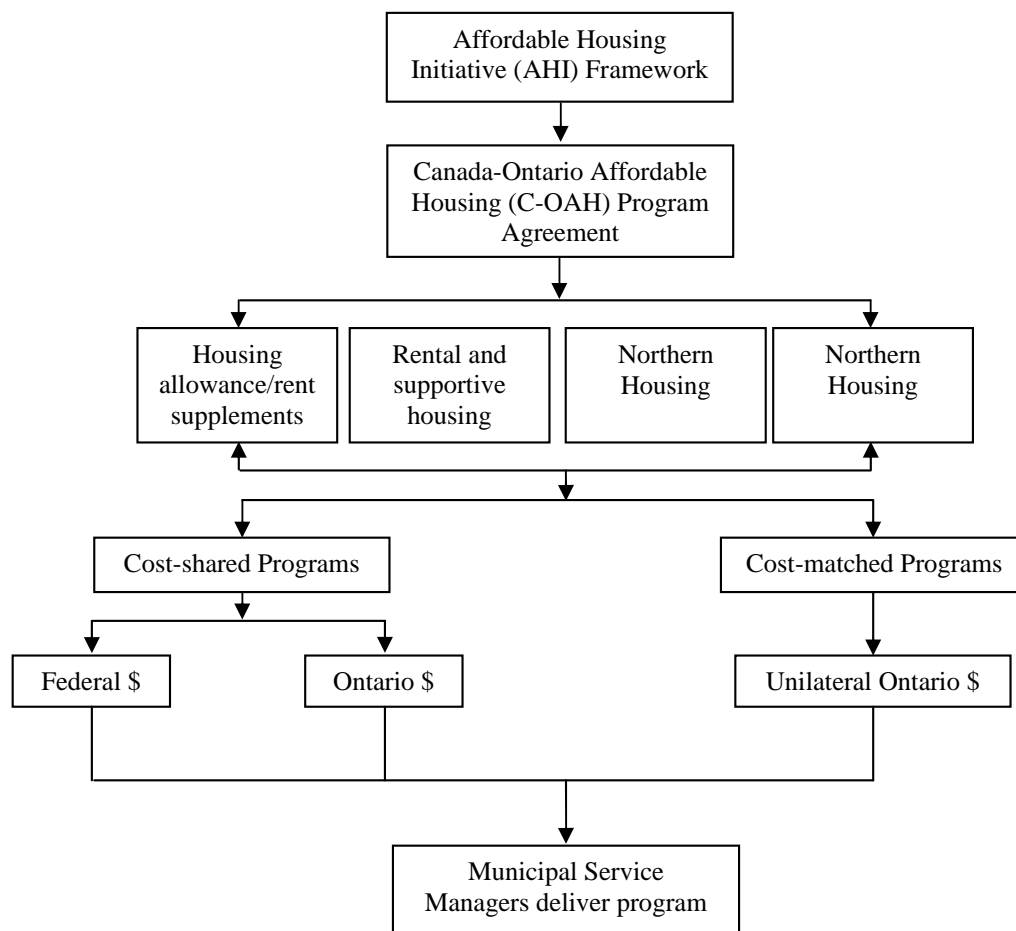 Affordable Housing
Initiative (AHI) Framework
Canada-Ontario Affordable
Housing (C-OAH) Program
Agreement
Housing
allowance/rent
supplements
Rental and
supportive
housing
Northern
Housing
Northern
Housing
Cost-shared Programs
Cost-matched Programs
Federal $
Ontario $
Unilateral Ontario $
Municipal Service
Managers deliver program